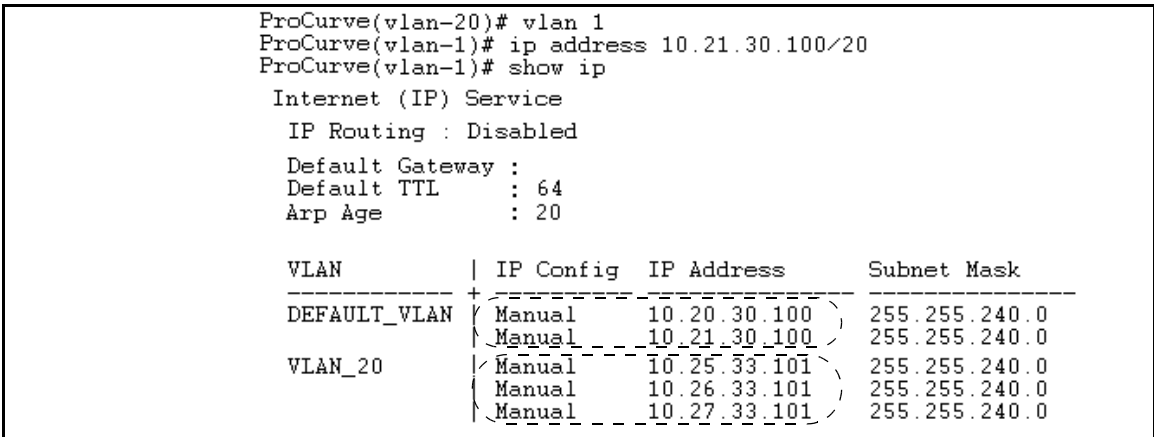 ProCurve(vlan-20)# vlan 1
ProCurve(vlan-1)# ip address 10.21.30.100/20
ProCurve(vlan-1)# show ip
Internet (IP) Service
IP Routing : Disabled
Default Gateway :
Default TTL : 64
Arp Age : 20
VLAN | IP Config IP Address Subnet Mask
------------ + ---------- --------------- ---------------
DEFAULT_VLAN | Manual 10.20.30.100 255.255.240.0
| Manual 10.21.30.100 255.255.240.0
VLAN_20 | Manual 10.25.33.101 255.255.240.0
| Manual 10.26.33.101 255.255.240.0
| Manual 10.27.33.101 255.255.240.0